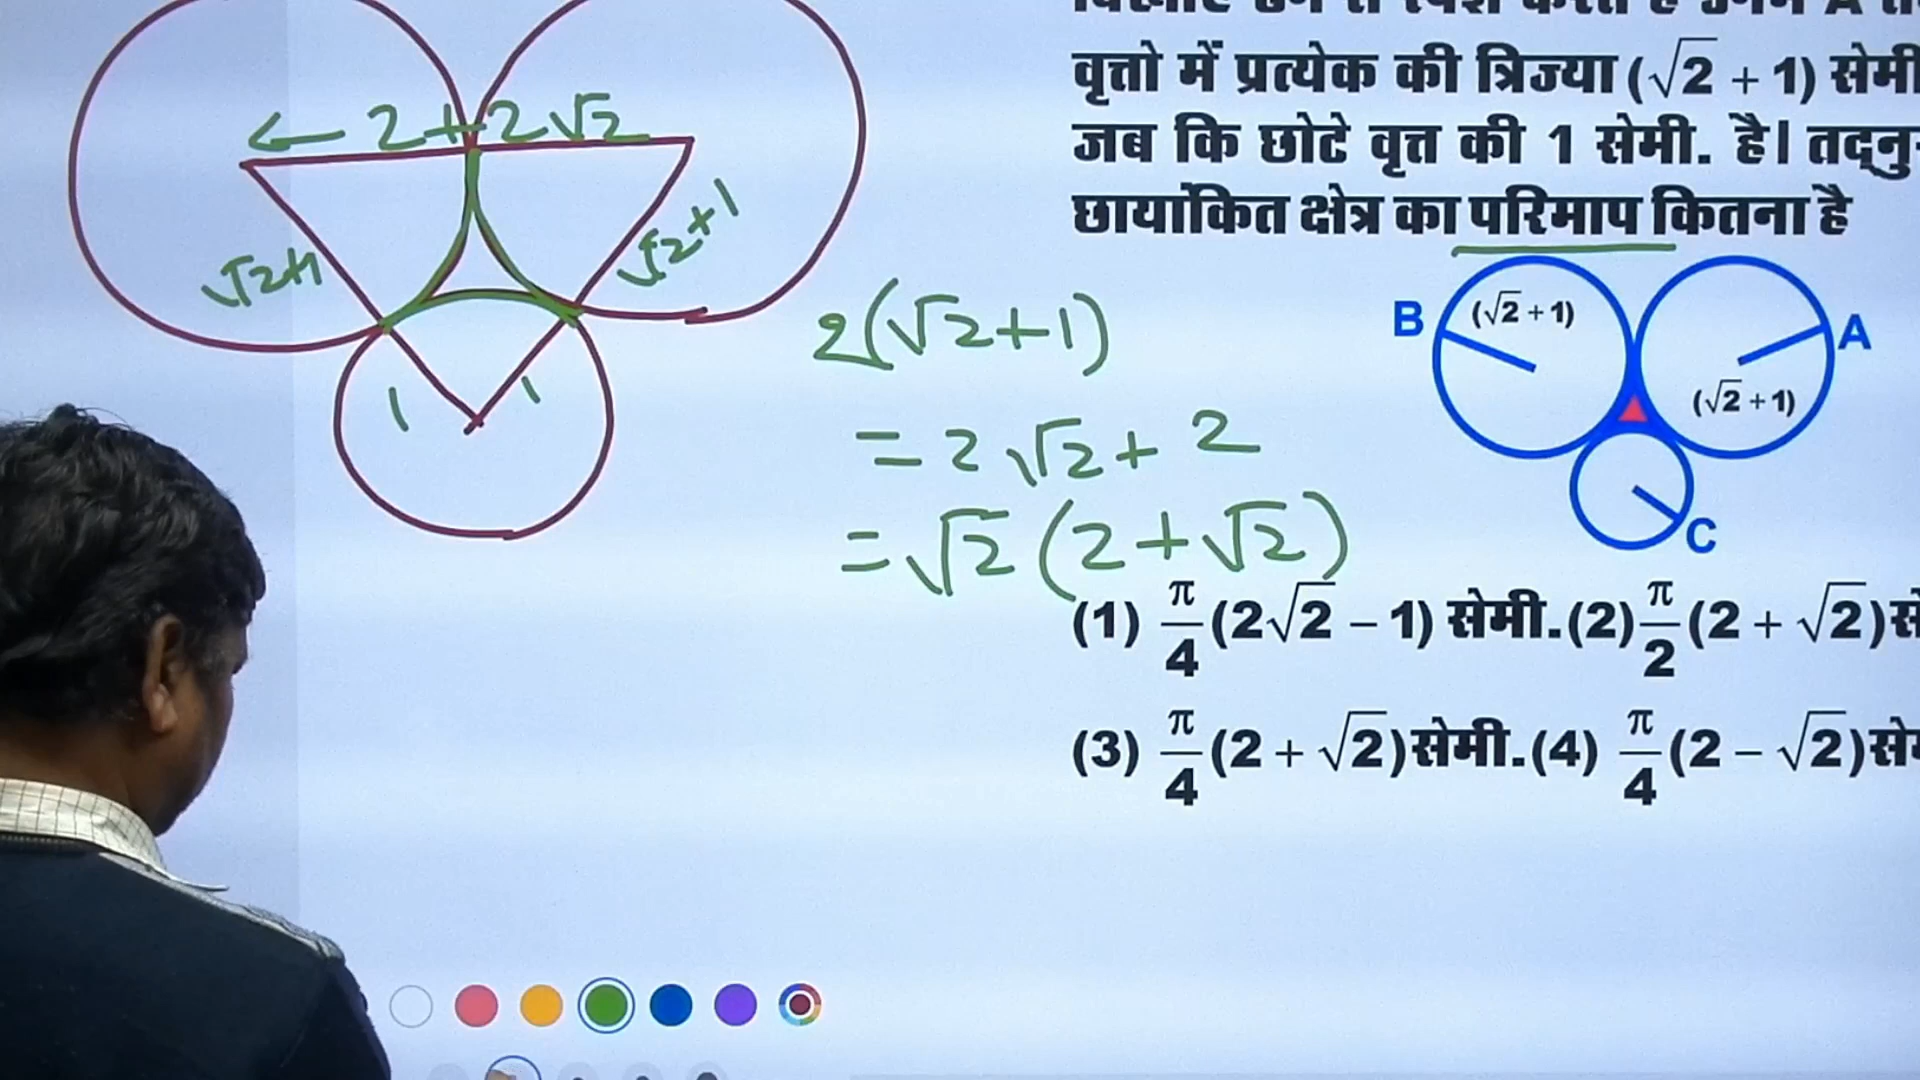 वृत्तो में प्रत्येक की त्रिज्या (√2 + 1) सेमी
जब कि छोटे वृत्त की 1 सेमी. है। तद्नु
छायांकित क्षेत्र का परिमाप कितना है
B
(√2 + 1)
A
(√2 + 1)
C
(1) π/4 (2√2 – 1) सेमी. (2) π/2 (2 + √2) से
(3) π/4 (2 + √2) सेमी. (4) π/4 (2 – √2) से
← 2+2√2
√2+1
√2+1
1
1
2(√2+1)
= 2√2+2
= √2(2+√2)